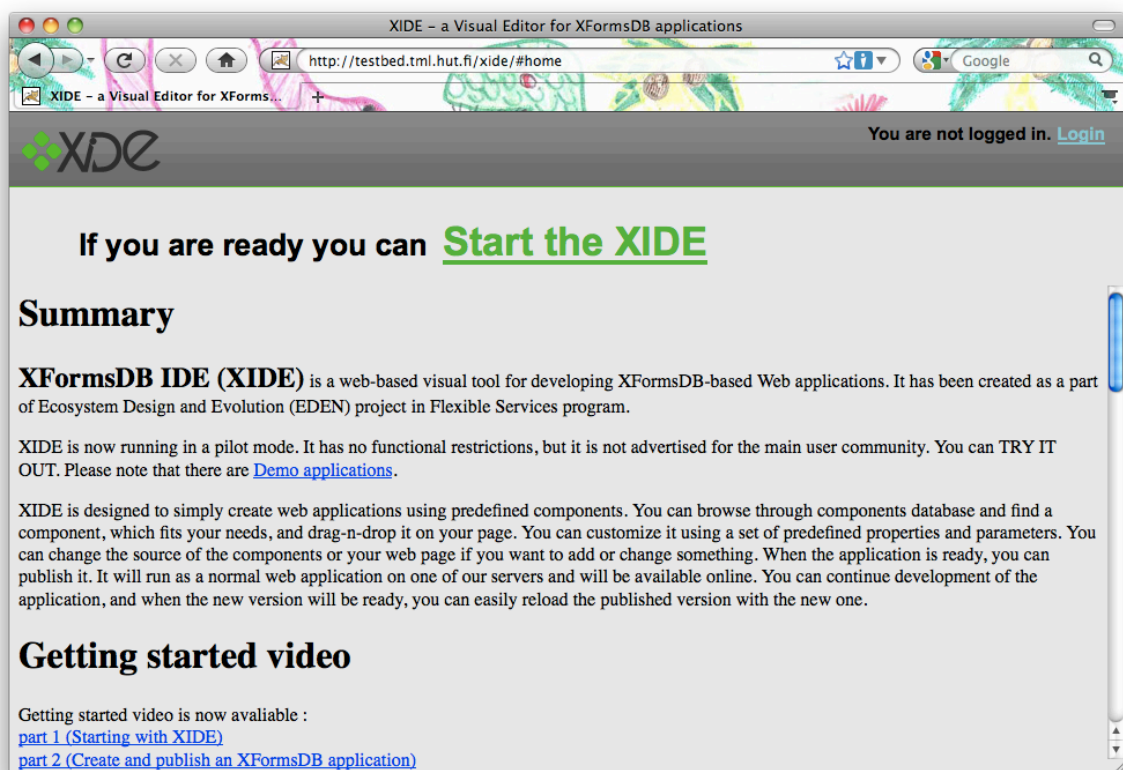 XIDE – a Visual Editor for XFormsDB applications
http://testbed.tml.hut.fi/xide/#home
Google
XIDE – a Visual Editor for XForms...
XIDE
You are not logged in. Login
If you are ready you can Start the XIDE
Summary
XFormsDB IDE (XIDE) is a web-based visual tool for developing XFormsDB-based Web applications. It has been created as a part
of Ecosystem Design and Evolution (EDEN) project in Flexible Services program.
XIDE is now running in a pilot mode. It has no functional restrictions, but it is not advertised for the main user community. You can TRY IT
OUT. Please note that there are Demo applications.
XIDE is designed to simply create web applications using predefined components. You can browse through components database and find a
component, which fits your needs, and drag-n-drop it on your page. You can customize it using a set of predefined properties and parameters. You
can change the source of the components or your web page if you want to add or change something. When the application is ready, you can
publish it. It will run as a normal web application on one of our servers and will be available online. You can continue development of the
application, and when the new version will be ready, you can easily reload the published version with the new one.
Getting started video
Getting started video is now avaliable :
part 1 (Starting with XIDE)
part 2 (Create and publish an XFormsDB application)